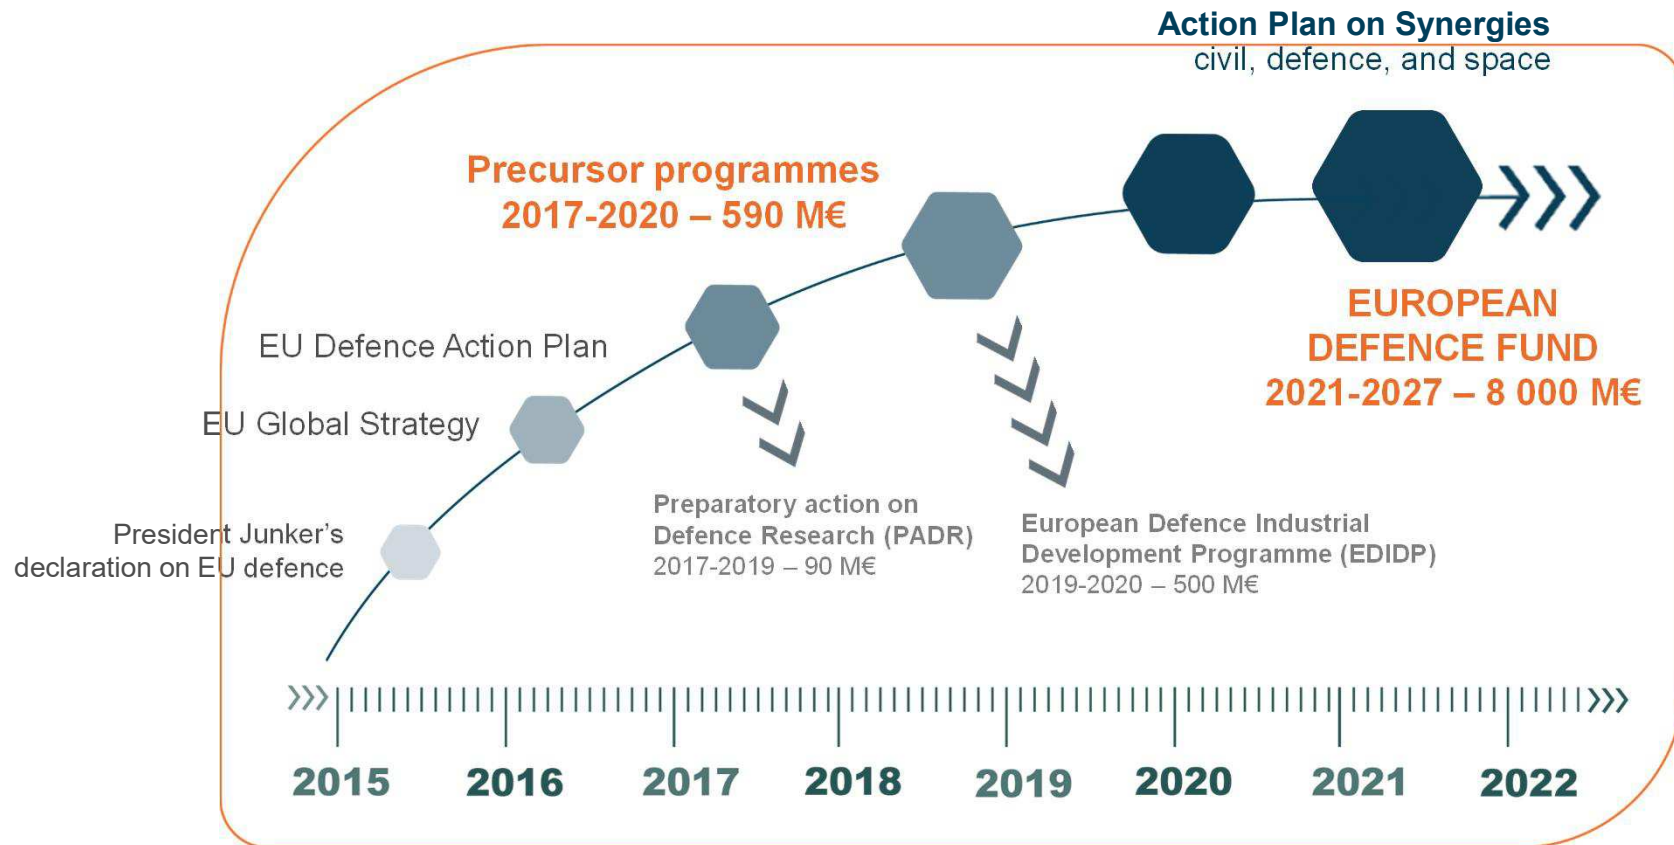 Action Plan on Synergies
civil, defence, and space
Precursor programmes
2017-2020 – 590 M€
EUROPEAN
DEFENCE FUND
2021-2027 – 8 000 M€
EU Defence Action Plan
EU Global Strategy
President Junker’s
declaration on EU defence
Preparatory action on
Defence Research (PADR)
2017-2019 – 90 M€
European Defence Industrial
Development Programme (EDIDP)
2019-2020 – 500 M€
2015 2016 2017 2018 2019 2020 2021 2022